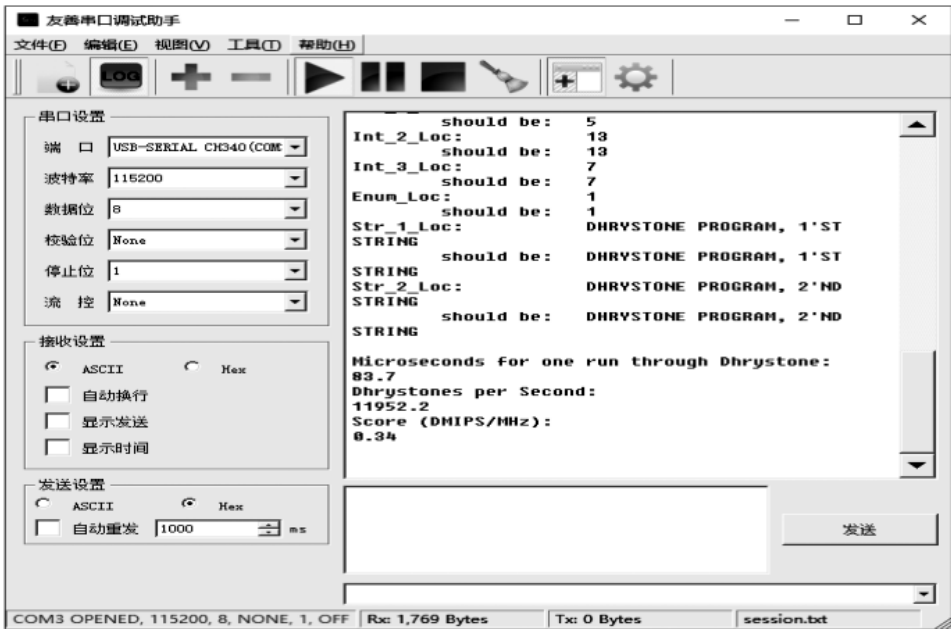 友善串口调试助手
文件(F) 编辑(E) 视图(V) 工具(T) 帮助(H)
LOG
串口设置
端 口 USB-SERIAL CH340(COM
波特率 115200
数据位 8
校验位 None
停止位 1
流 控 None
接收设置
ASCII Hex
自动换行
显示发送
显示时间
发送设置
ASCII Hex
自动重发 1000 ms
should be: 5
Int_2_Loc: 13
should be: 13
Int_3_Loc: 7
should be: 7
Enum_Loc: 1
should be: 1
Str_1_Loc: DHRYSTONE PROGRAM, 1'ST
STRING
should be: DHRYSTONE PROGRAM, 1'ST
STRING
Str_2_Loc: DHRYSTONE PROGRAM, 2'ND
STRING
should be: DHRYSTONE PROGRAM, 2'ND
STRING
Microseconds for one run through Dhrystone:
83.7
Dhrystones per Second:
11952.2
Score (DMIPS/MHz):
0.34
发送
COM3 OPENED, 115200, 8, NONE, 1, OFF Rx: 1,769 Bytes Tx: 0 Bytes session.txt